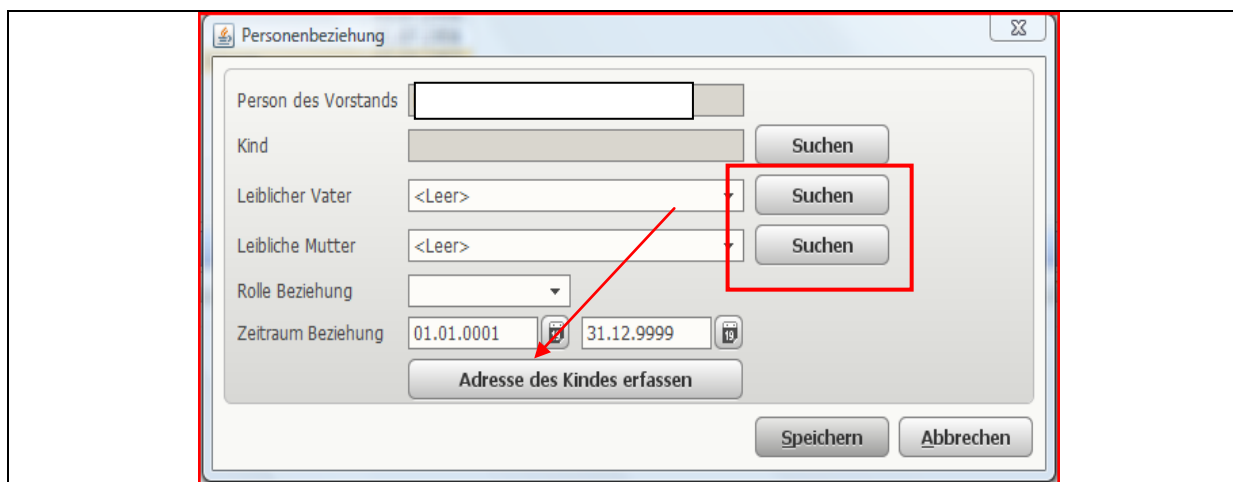 Personenbeziehung
Person des Vorstands
Kind Suchen
Leiblicher Vater <Leer> Suchen
Leibliche Mutter <Leer> Suchen
Rolle Beziehung
Zeitraum Beziehung 01.01.0001 31.12.9999 19
Adresse des Kindes erfassen
Speichern Abbrechen